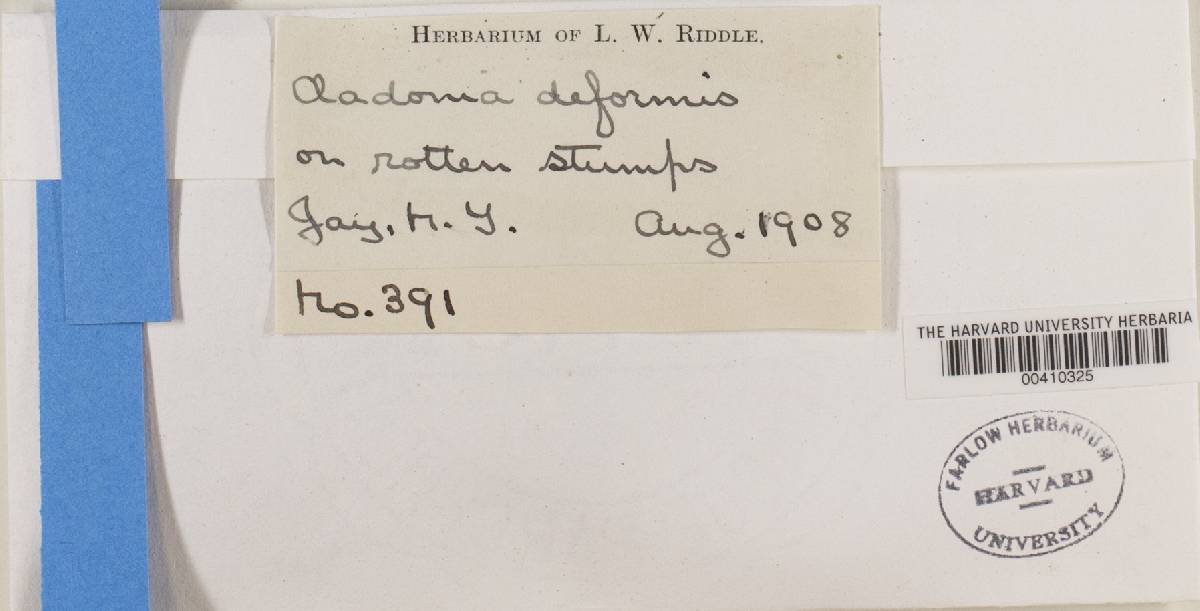 HERBARIUM OF L. W. RIDDLE.
Cladonia deformis
on rotten stumps
Jay, N. Y. Aug. 1908
No. 391
THE HARVARD UNIVERSITY HERBARIA
00410325
FARLOW HERBARIUM
HARVARD
UNIVERSITY